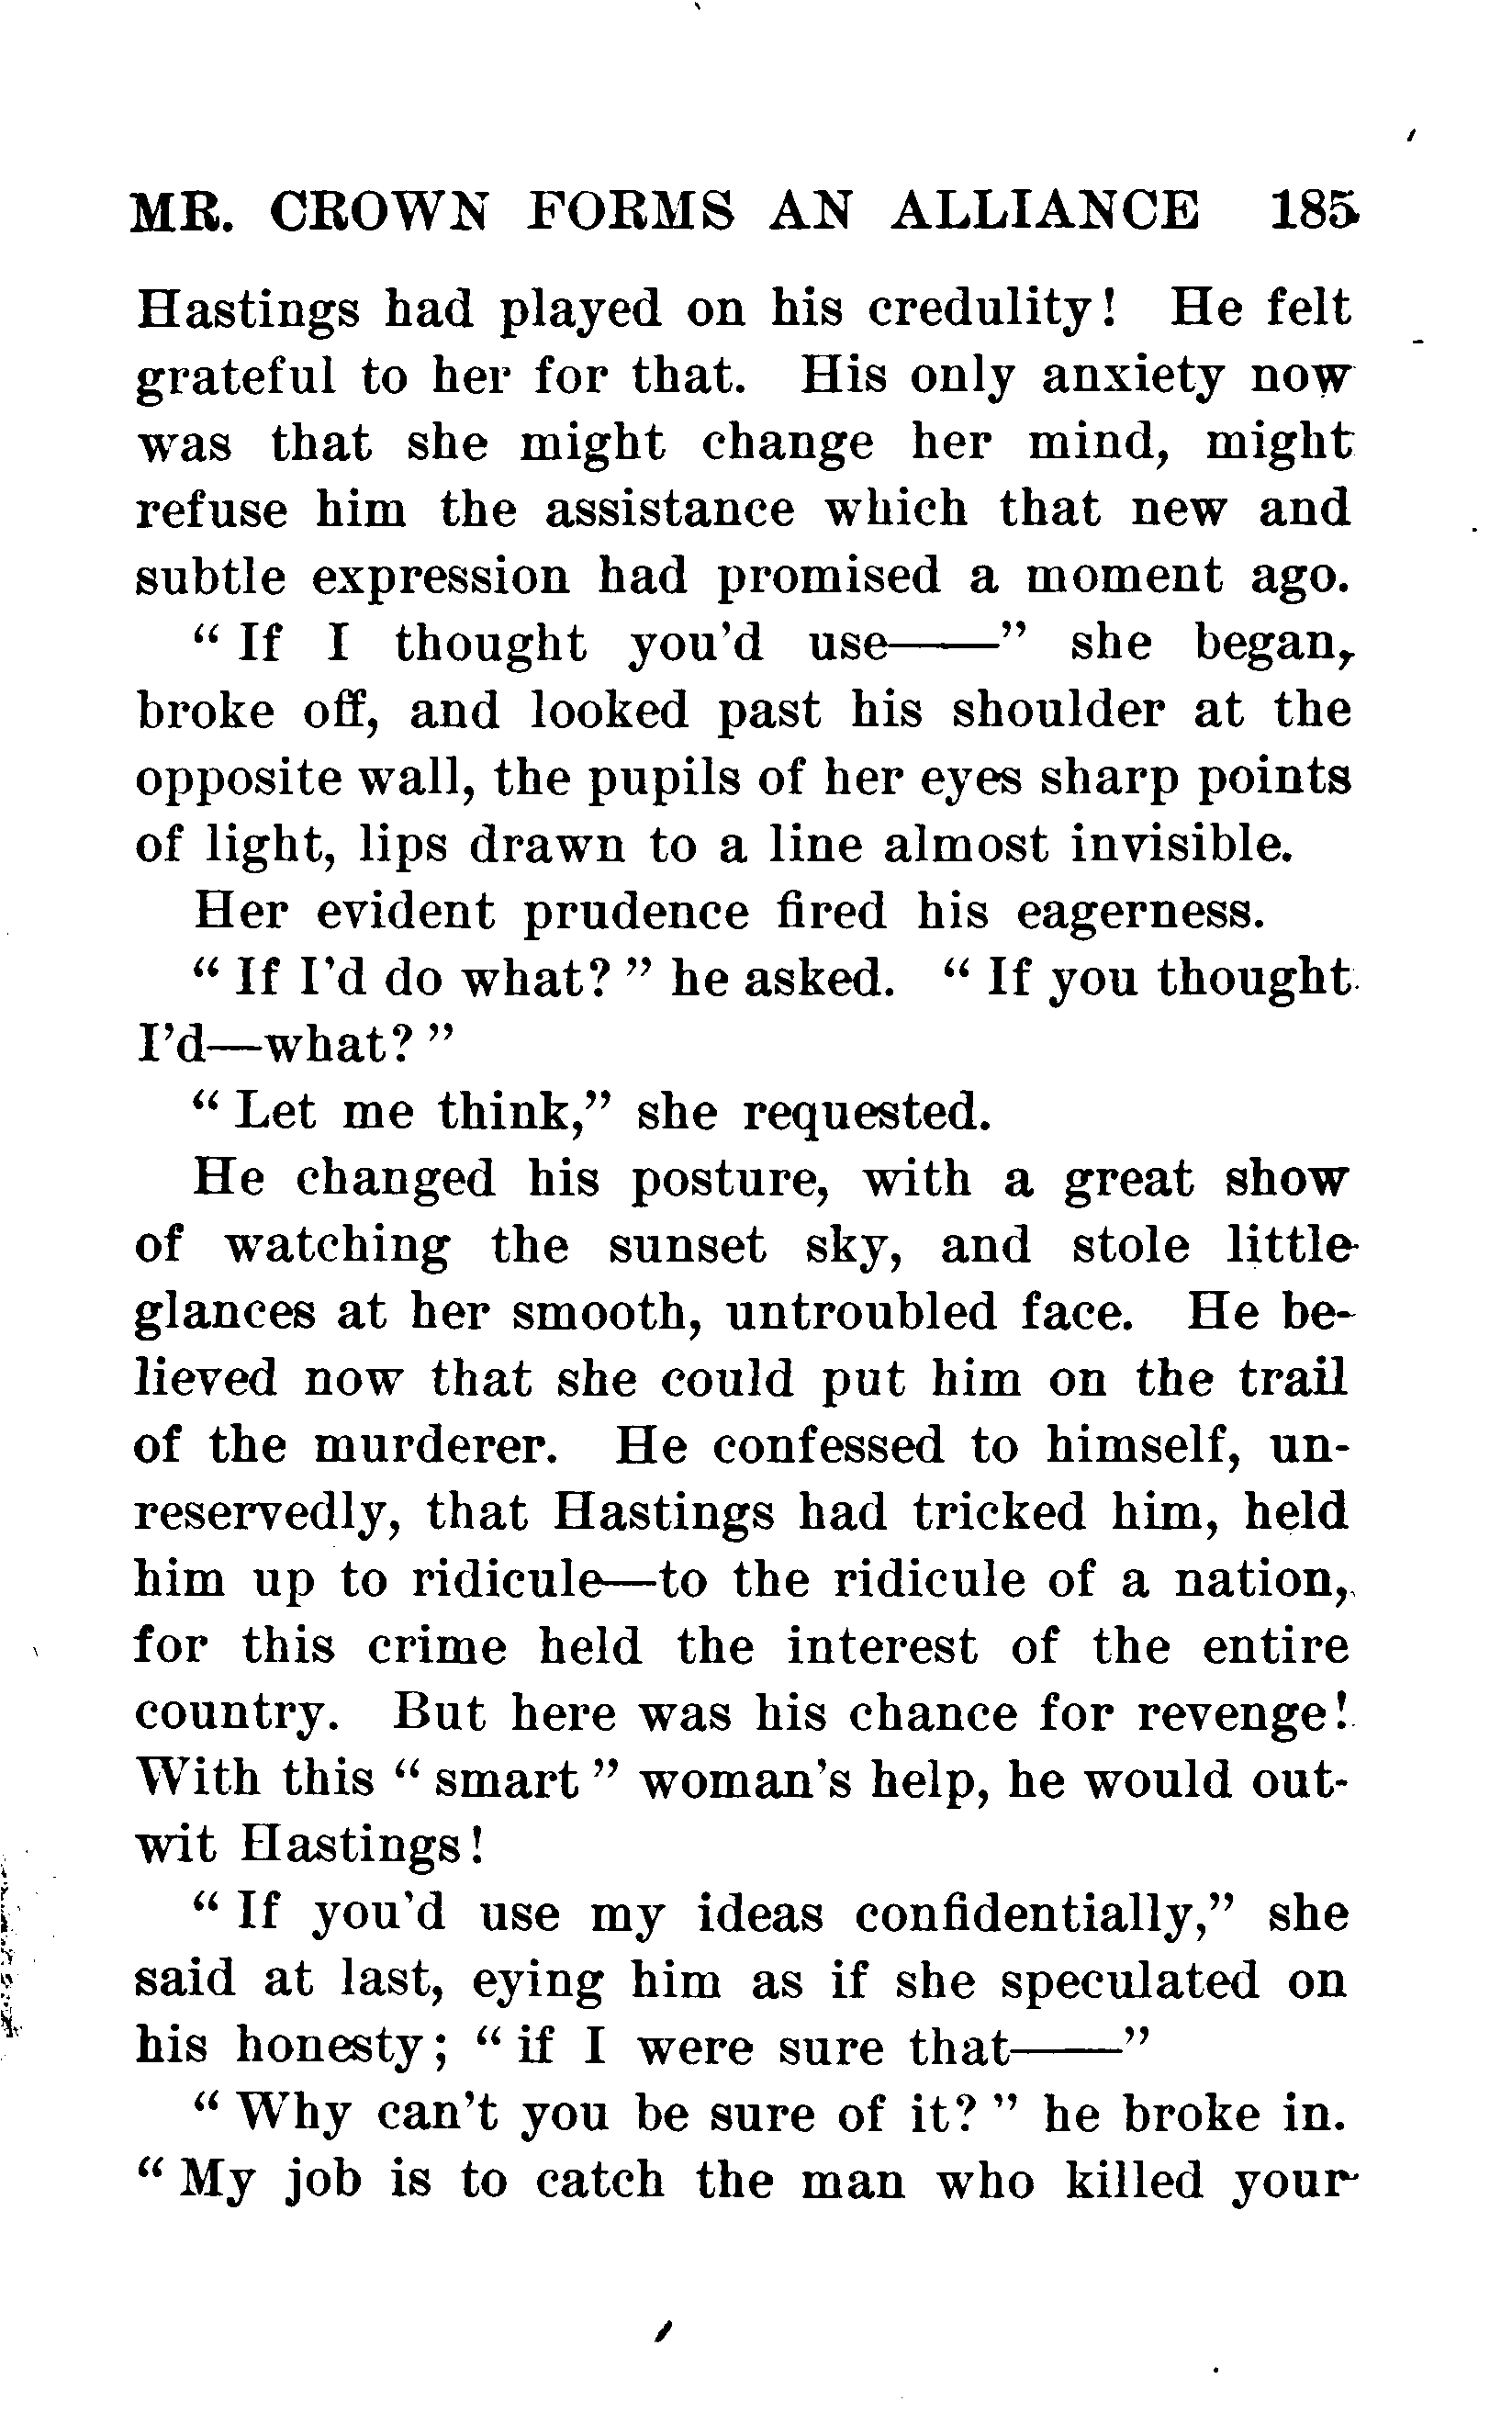 MR. CROWN FORMS AN ALLIANCE 185
Hastings had played on his credulity! He felt
grateful to her for that. His only anxiety now
was that she might change her mind, might
refuse him the assistance which that new and
subtle expression had promised a moment ago.
“ If I thought you’d use——” she began,
broke off, and looked past his shoulder at the
opposite wall, the pupils of her eyes sharp points
of light, lips drawn to a line almost invisible.
Her evident prudence fired his eagerness.
“ If I’d do what? ” he asked. “ If you thought
I’d—what? ”
“ Let me think,” she requested.
He changed his posture, with a great show
of watching the sunset sky, and stole little
glances at her smooth, untroubled face. He be-
lieved now that she could put him on the trail
of the murderer. He confessed to himself, un-
reservedly, that Hastings had tricked him, held
him up to ridicule—to the ridicule of a nation,
for this crime held the interest of the entire
country. But here was his chance for revenge!
With this “ smart ” woman’s help, he would out-
wit Hastings!
“ If you’d use my ideas confidentially,” she
said at last, eying him as if she speculated on
his honesty; “ if I were sure that——”
“ Why can’t you be sure of it? ” he broke in.
“ My job is to catch the man who killed your